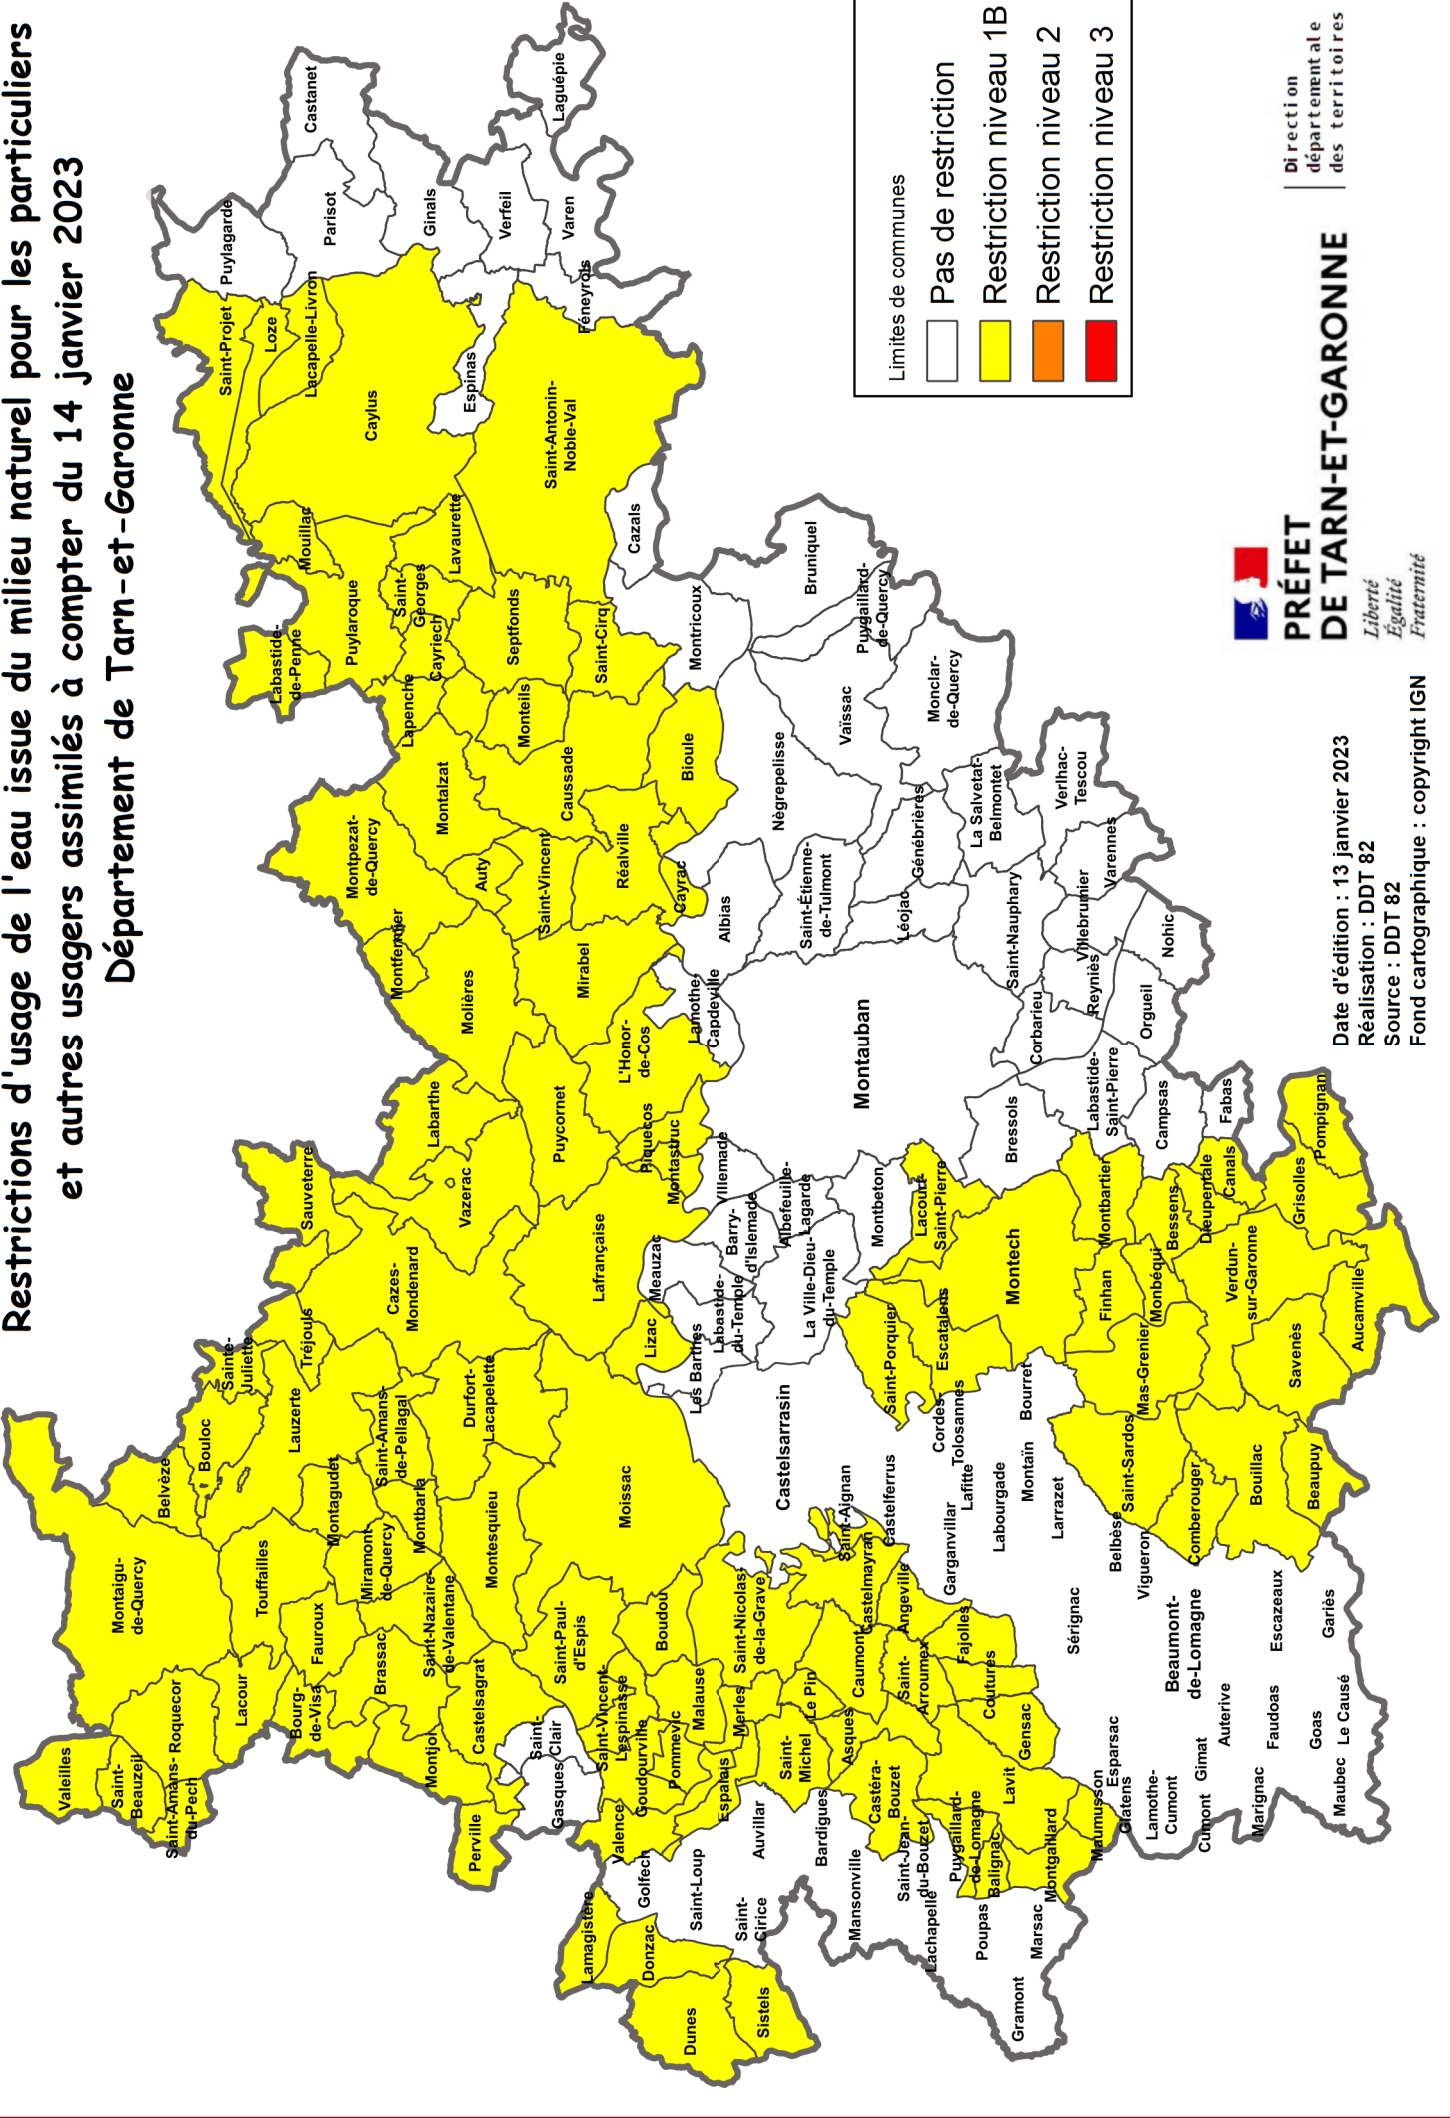 Restrictions d'usage de l'eau issue du milieu naturel pour les particuliers
et autres usagers assimilés à compter du 14 janvier 2023
Département de Tarn-et-Garonne
Valeilles
Saint-
Beauzeil
Saint-Amans-
du-Pech
Roquecor
Montaigu-
de-Quercy
Belvèze
Bouloc
Sainte-
Juliette
Lacour
Touffailles
Lauzerte
Tréjouls
Sauveterre
Bourg-
de-Visa
Fauroux
Montagudet
Miramont-
de-Quercy
Saint-Amans-
de-Pellagal
Cazes-
Mondenard
Brassac
Montbarla
Montjoi
Saint-Nazaire-
de-Valentane
Durfort-
Lacapelette
Vazerac
Labarthe
Perville
Castelsagrat
Montesquieu
Molières
Montfermier
Montpezat-
de-Quercy
Montalzat
Lapenche
Puylaroque
Labastide-
de-Penne
Mouillac
Saint-
Georges
Cayriech
Lavaurette
Caylus
Lacapelle-Livron
Loze
Saint-Projet
Puylagarde
Parisot
Castanet
Ginals
Verfeil
Varen
Laguépie
Féneyrols
Espinas
Saint-Antonin-
Noble-Val
Cazals
Septfonds
Monteils
Saint-Cirq
Caussade
Auty
Saint-Vincent
Réalville
Mirabel
Cayrac
Bioule
Montricoux
Bruniquel
Puygaillard-
de-Quercy
Vaïssac
Monclar-
de-Quercy
Nègrepelisse
Albias
Saint-Étienne-
de-Tulmont
Génébrières
La Salvetat-
Belmontet
Verlhac-
Tescou
Léojac
Saint-Nauphary
Varennes
Villebrumier
Reyniès
Nohic
Orgueil
Corbarieu
Labastide-
Saint-Pierre
Campsas
Fabas
Bressols
Montauban
Lamothe-
Capdeville
L'Honor-
de-Cos
Puycornet
Piquecos
Montastruc
Lafrançaise
Villemade
Barry-
d'Islemade
Albefeuille-
Lagarde
Meauzac
Lizac
Les Barthes
Labastide-
du-Temple
La Ville-Dieu-
du-Temple
Montbeton
Lacourt-
Saint-Pierre
Montech
Escatalens
Saint-Porquier
Castelsarrasin
Moissac
Saint-Paul-
d'Espis
Boudou
Saint-
Clair
Gasques
Saint-Vincent-
Lespinasse
Goudourville
Pommevic
Malause
Valence
Golfech
Lamagistère
Donzac
Dunes
Sistels
Saint-Loup
Saint-
Cirice
Auvillar
Espalais
Merles
Saint-Nicolas-
de-la-Grave
Saint-
Michel
Le Pin
Caumont
Castelmayran
Saint-Aignan
Castelferrus
Angeville
Garganvillar
Fajolles
Coutures
Saint-
Arroumex
Asques
Castéra-
Bouzet
Bardigues
Mansonville
Saint-Jean-
du-Bouzet
Lachapelle
Puygaillard-
de-Lomagne
Balignac
Poupas
Marsac
Gramont
Montgaillard
Lavit
Gensac
Maumusson
Glatens
Esparsac
Lamothe-
Cumont
Cumont
Gimat
Auterive
Marignac
Faudoas
Goas
Maubec
Le Causé
Gariès
Escazeaux
Beaumont-
de-Lomagne
Sérignac
Vigueron
Belbèse
Larrazet
Labourgade
Montaïn
Lafitte
Cordes-
Tolosannes
Bourret
Saint-Sardos
Comberouger
Bouillac
Beaupuy
Mas-Grenier
Finhan
Monbéqui
Montbartier
Bessens
Dieupentale
Canals
Verdun-
sur-Garonne
Savenès
Aucamville
Grisolles
Pompignan
Limites de communes
Pas de restriction
Restriction niveau 1B
Restriction niveau 2
Restriction niveau 3
Date d'édition : 13 janvier 2023
Réalisation : DDT 82
Source : DDT 82
Fond cartographique : copyright IGN
PRÉFET
DE TARN-ET-GARONNE
Liberté
Égalité
Fraternité
Direction
départementale
des territoires